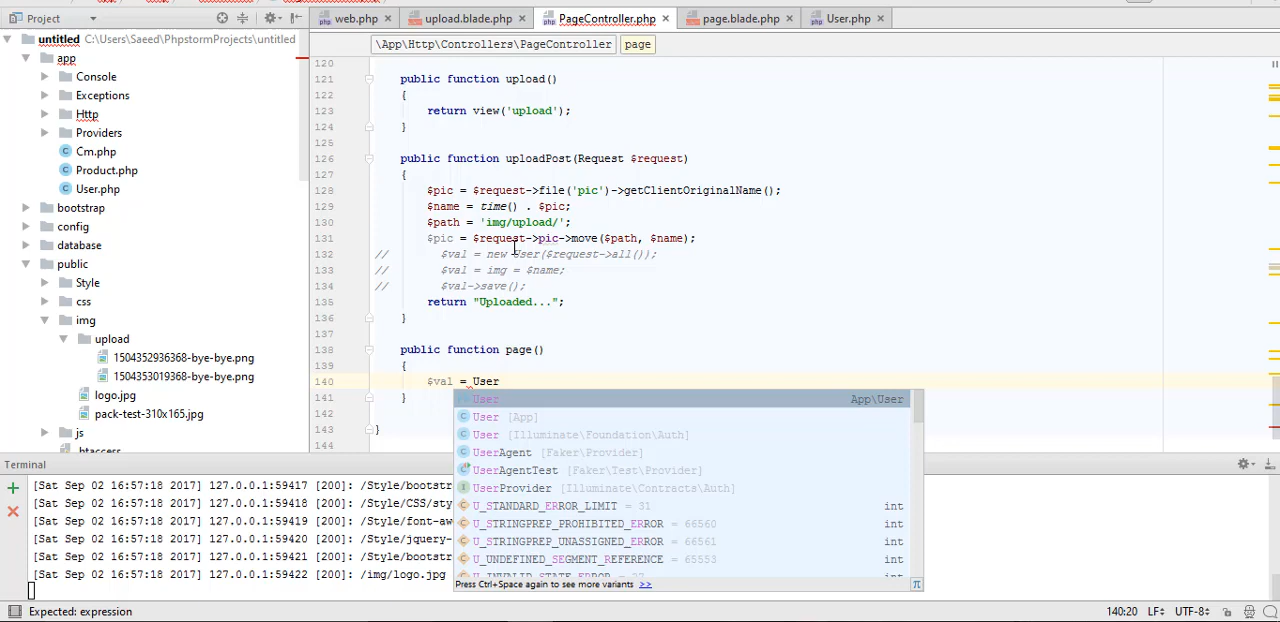 Project
web.php
upload.blade.php
PageController.php
page.blade.php
User.php
untitled C:\Users\Saeed\PhpstormProjects\untitled
app
Console
Exceptions
Http
Providers
Cm.php
Product.php
User.php
bootstrap
config
database
public
Style
css
img
upload
1504352936368-bye-bye.png
1504353019368-bye-bye.png
logo.jpg
pack-test-310x165.jpg
js
.htaccess
\App\Http\Controllers\PageController page
120
121 public function upload()
122 {
123 return view('upload');
124 }
125
126 public function uploadPost(Request $request)
127 {
128 $pic = $request->file('pic')->getClientOriginalName();
129 $name = time() . $pic;
130 $path = 'img/upload/';
131 $pic = $request->pic->move($path, $name);
132 // $val = new User($request->all());
133 // $val = img = $name;
134 // $val->save();
135 return "Uploaded...";
136 }
137
138 public function page()
139 {
140 $val = User
141 }
142
143 }
144
User App\User
User [App]
User [Illuminate\Foundation\Auth]
UserAgent [Faker\Provider]
UserAgentTest [Faker\Test\Provider]
UserProvider [Illuminate\Contracts\Auth]
U_STANDARD_ERROR_LIMIT = 31 int
U_STRINGPREP_PROHIBITED_ERROR = 66560 int
U_STRINGPREP_UNASSIGNED_ERROR = 66561 int
U_UNDEFINED_SEGMENT_REFERENCE = 65553 int
U_INVALID_STATE_ERROR = 27 int
Press Ctrl+Space again to see more variants >> π
Terminal
[Sat Sep 02 16:57:18 2017] 127.0.0.1:59417 [200]: /Style/bootstr
[Sat Sep 02 16:57:18 2017] 127.0.0.1:59418 [200]: /Style/CSS/sty
[Sat Sep 02 16:57:18 2017] 127.0.0.1:59419 [200]: /Style/font-aw
[Sat Sep 02 16:57:18 2017] 127.0.0.1:59420 [200]: /Style/jquery-
[Sat Sep 02 16:57:18 2017] 127.0.0.1:59421 [200]: /Style/bootstr
[Sat Sep 02 16:57:18 2017] 127.0.0.1:59422 [200]: /img/logo.jpg
Expected: expression 140:20 LF UTF-8